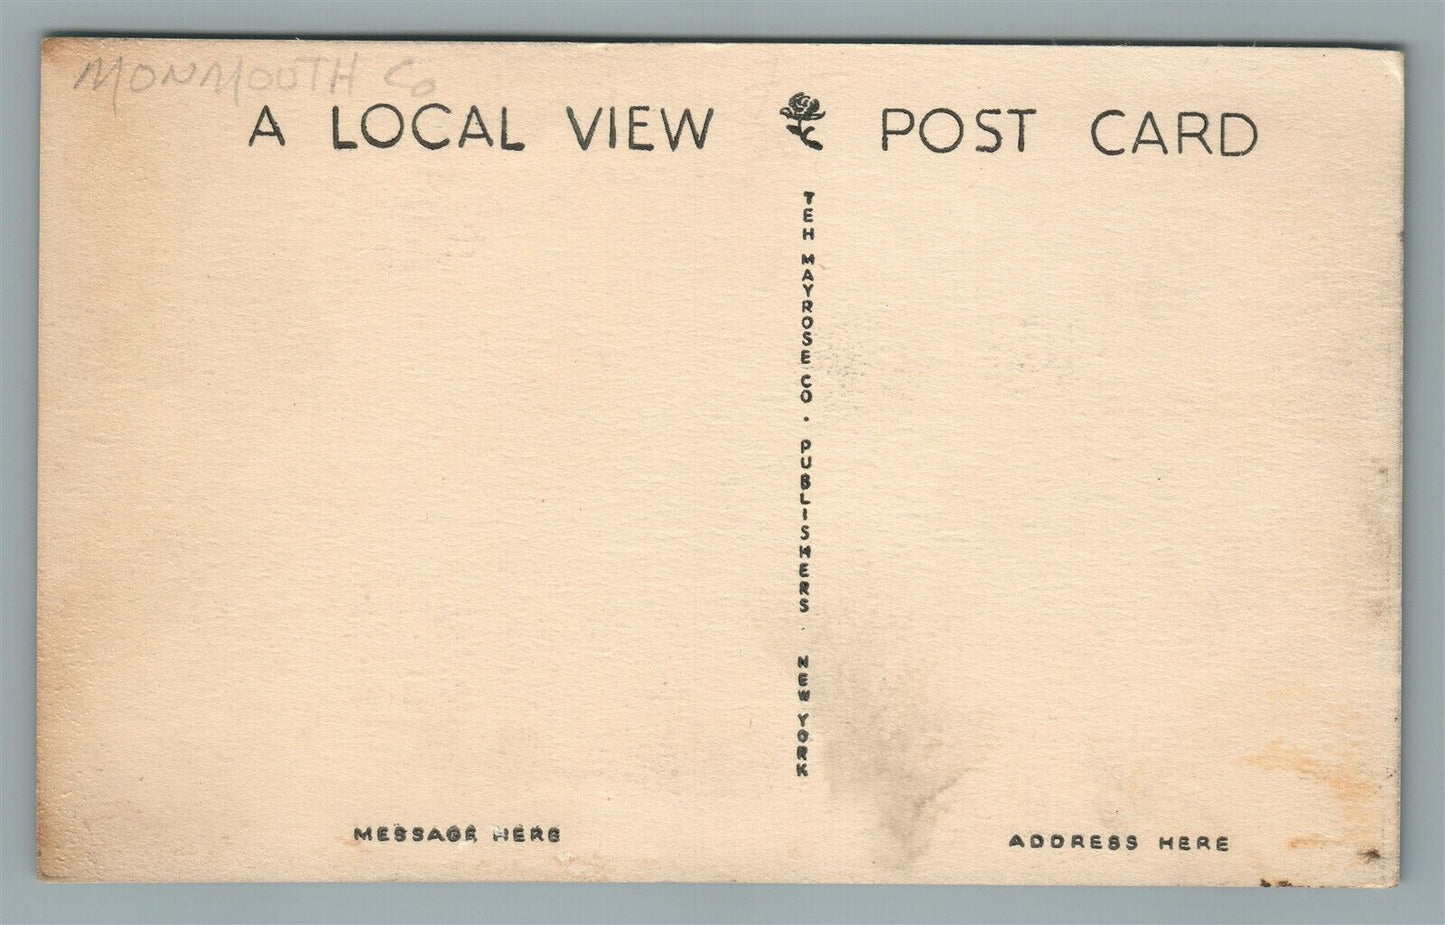 MONMOUTH Co
A LOCAL VIEW POST CARD
TEH MAYROSE CO · PUBLISHERS · NEW YORK
MESSAGE HERE
ADDRESS HERE